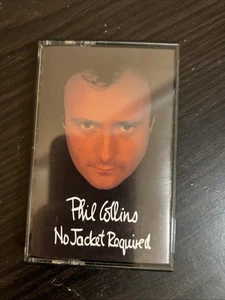 Phil Collins
No Jacket Required